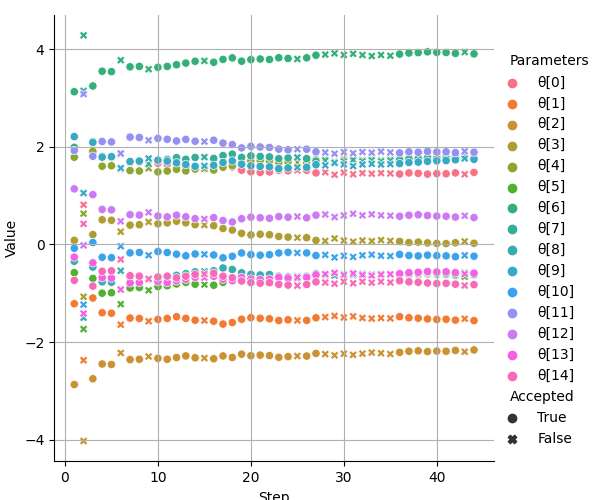 4
2
0
−2
−4
Value
0
10
20
30
40
Step
Parameters
θ[0]
θ[1]
θ[2]
θ[3]
θ[4]
θ[5]
θ[6]
θ[7]
θ[8]
θ[9]
θ[10]
θ[11]
θ[12]
θ[13]
θ[14]
Accepted
True
False